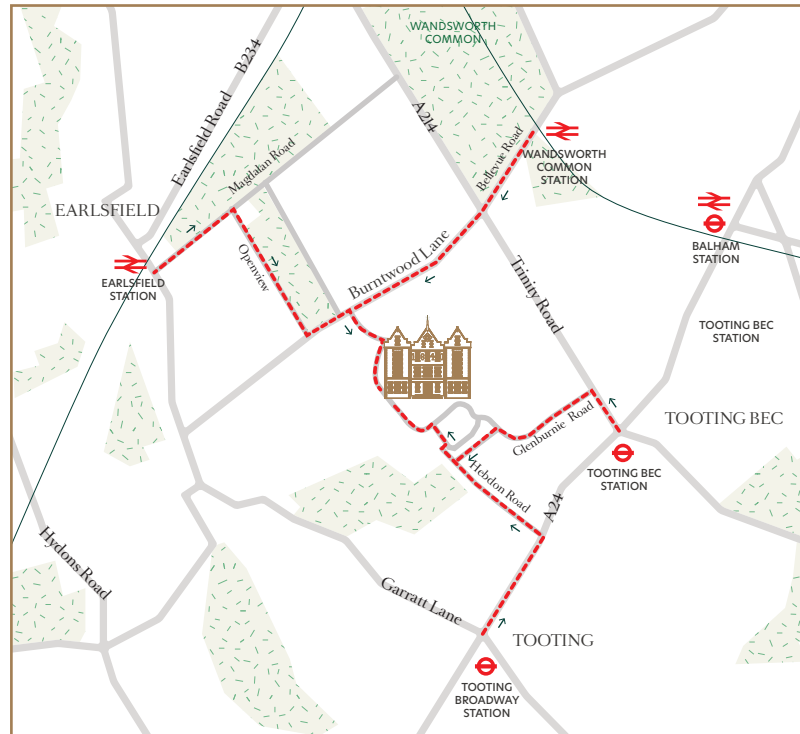 WANDSWORTH
COMMON
B234
Earlsfield Road
A 214
Magdalan Road
Bellevue Road
WANDSWORTH
COMMON
STATION
EARLSFIELD
BALHAM
STATION
Openview
Burntwood Lane
EARLSFIELD
STATION
Trinity Road
TOOTING BEC
STATION
TOOTING BEC
Glenburnie Road
TOOTING BEC
STATION
Hebdon Road
A24
Hydons Road
Garratt Lane
TOOTING
TOOTING
BROADWAY
STATION